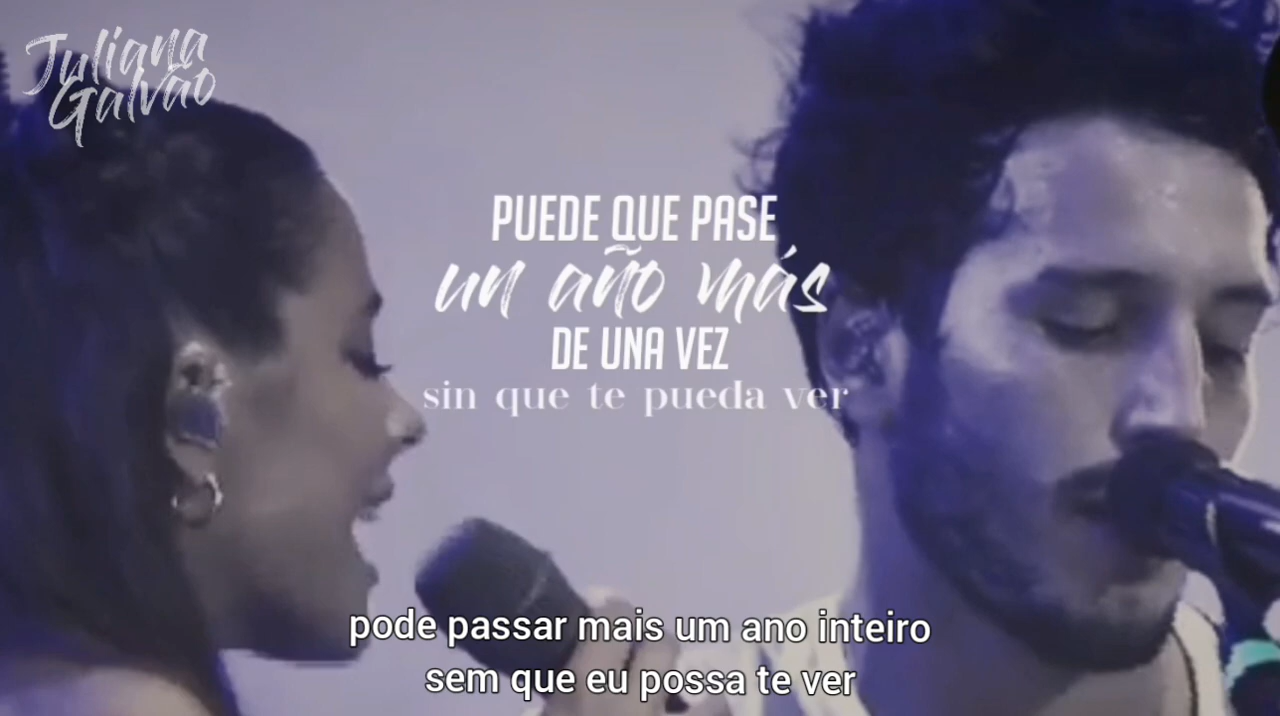 Juliana
Galvão
PUEDE QUE PASE
un año más
DE UNA VEZ
sin que te pueda ver
pode passar mais um ano inteiro
sem que eu possa te ver